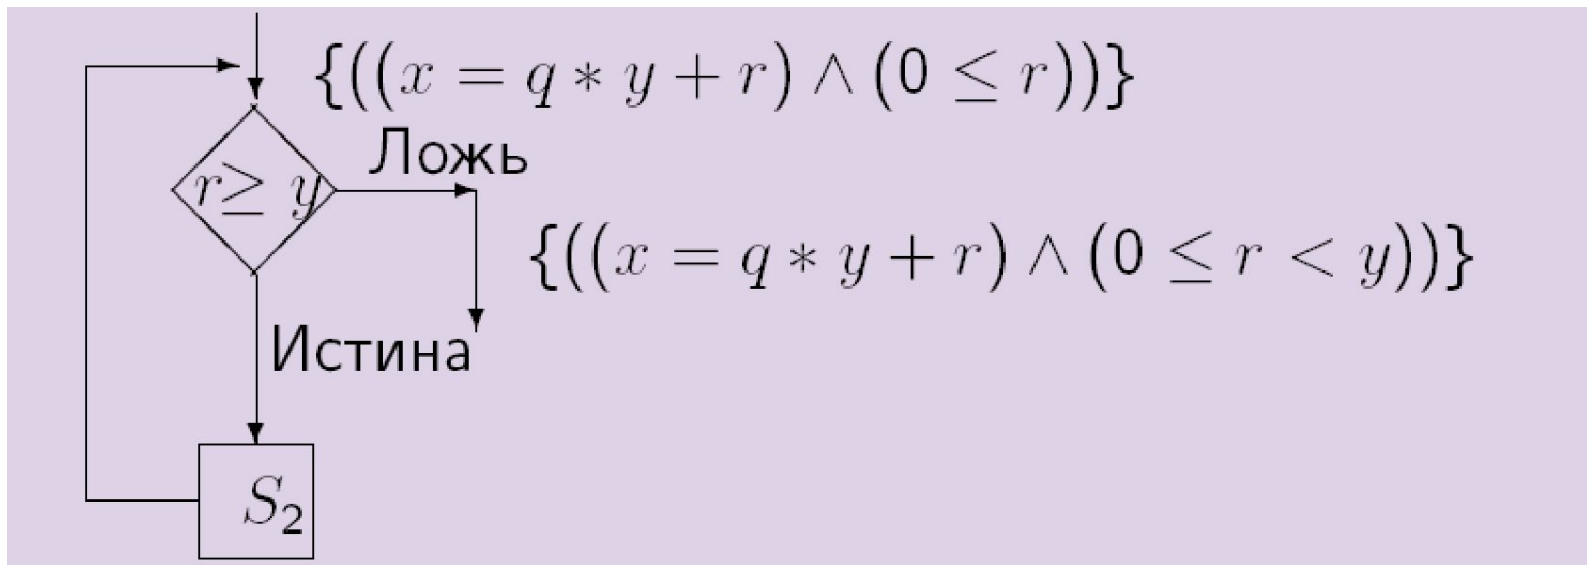 {((x = q ∗ y + r) ∧ (0 ≤ r))}
Ложь
r≥ y
{((x = q ∗ y + r) ∧ (0 ≤ r < y))}
Истина
S₂